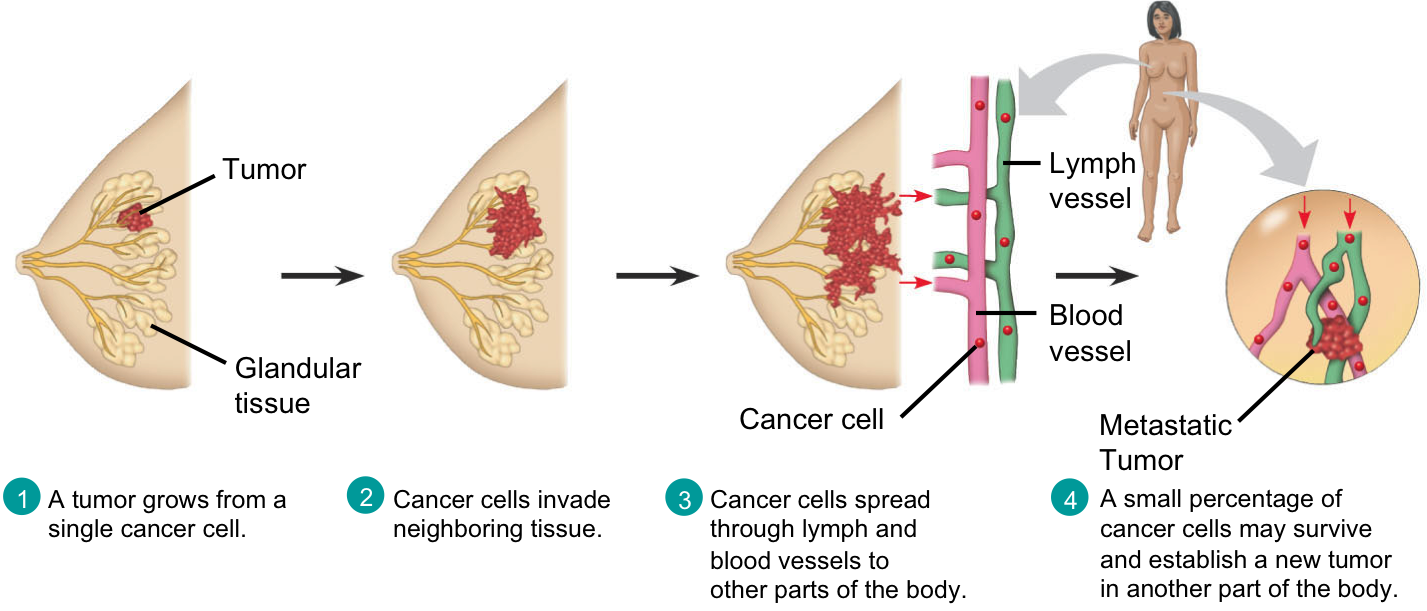 Tumor
Glandular
tissue
Lymph
vessel
Blood
vessel
Cancer cell
Metastatic
Tumor
1 A tumor grows from a
single cancer cell.
2 Cancer cells invade
neighboring tissue.
3 Cancer cells spread
through lymph and
blood vessels to
other parts of the body.
4 A small percentage of
cancer cells may survive
and establish a new tumor
in another part of the body.